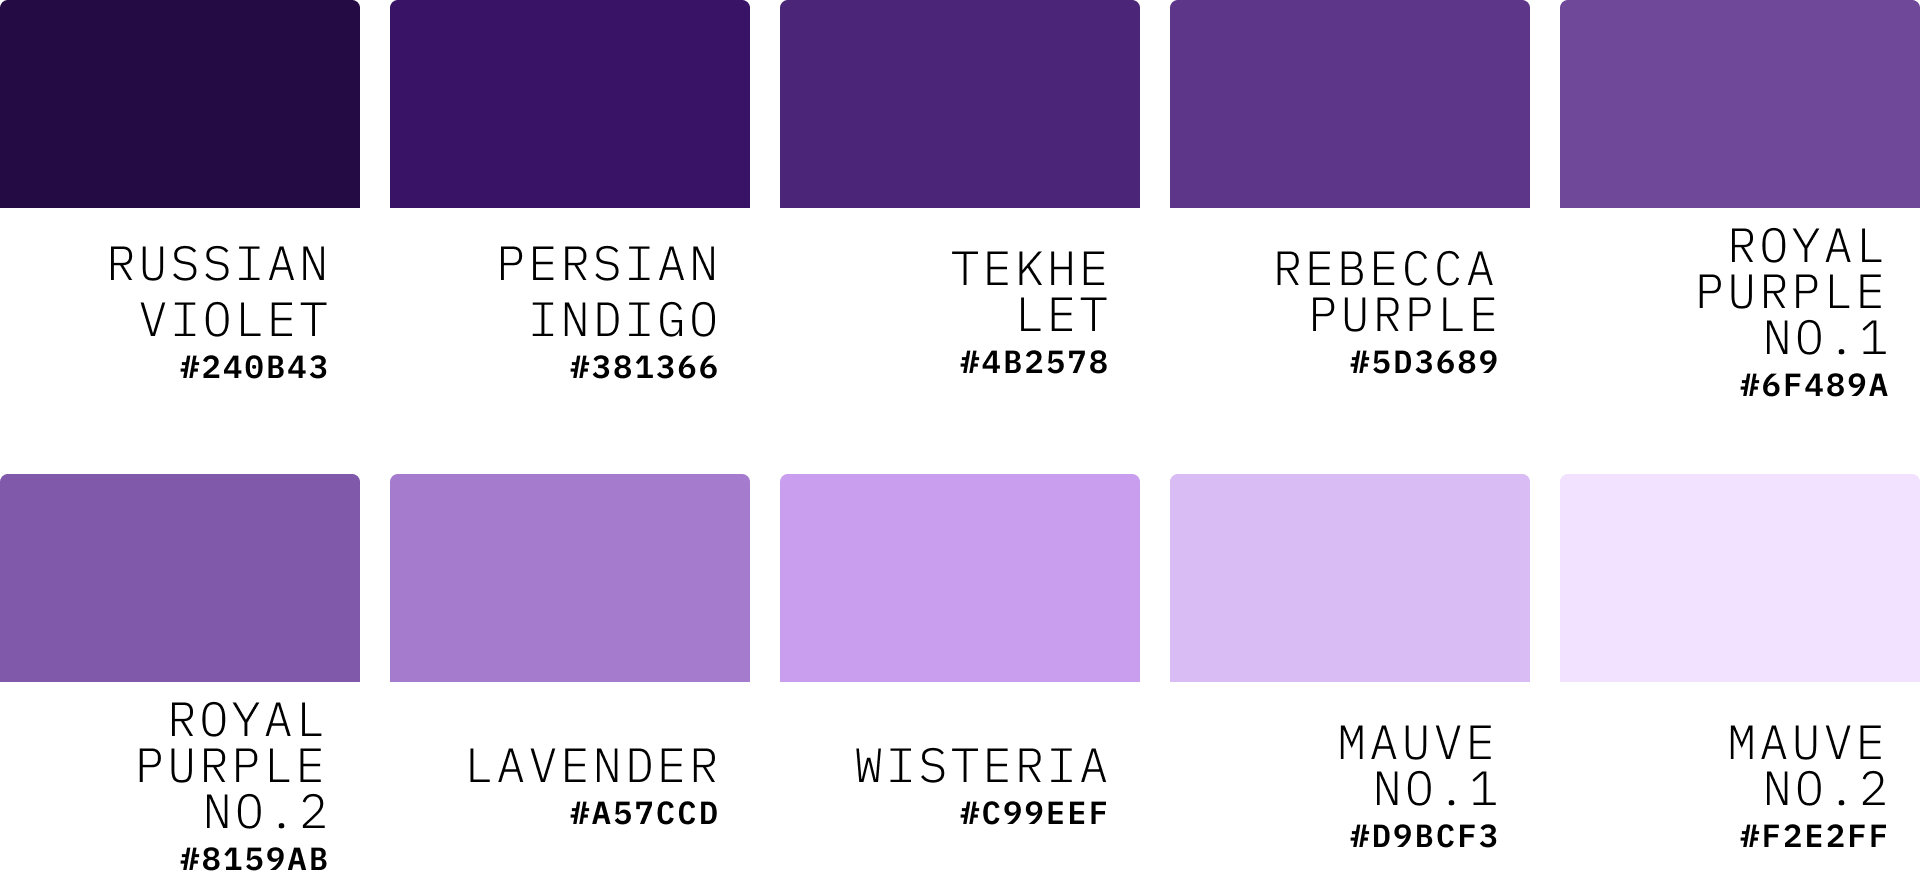 RUSSIAN
VIOLET
#240B43
PERSIAN
INDIGO
#381366
TEKHE
LET
#4B2578
REBECCA
PURPLE
#5D3689
ROYAL
PURPLE
NO.1
#6F489A
ROYAL
PURPLE
NO.2
#8159AB
LAVENDER
#A57CCD
WISTERIA
#C99EEF
MAUVE
NO.1
#D9BCF3
MAUVE
NO.2
#F2E2FF